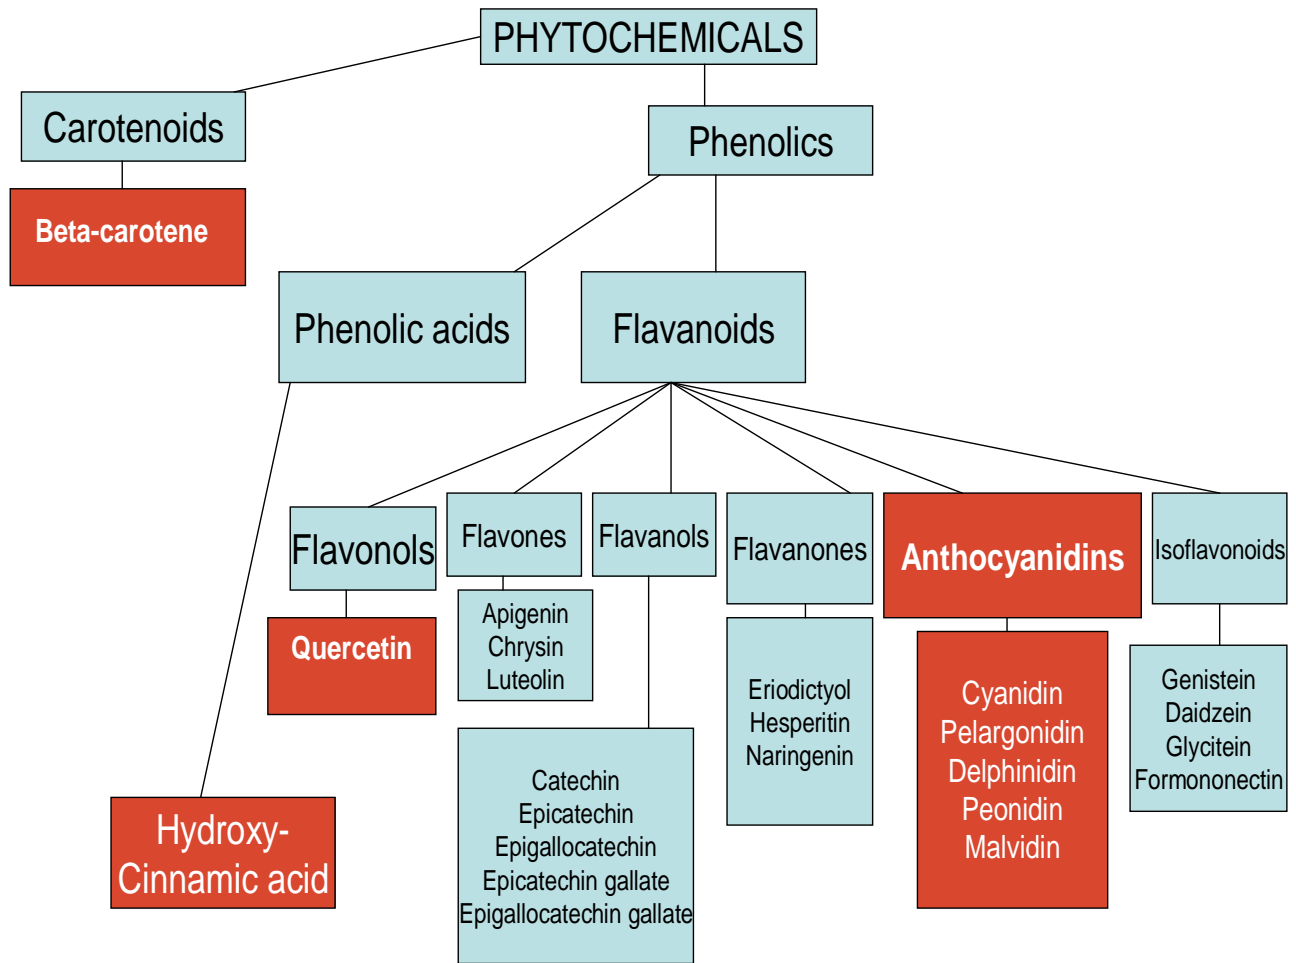 PHYTOCHEMICALS
Carotenoids
Phenolics
Beta-carotene
Phenolic acids
Flavanoids
Flavonols
Flavones
Flavanols
Flavanones
Anthocyanidins
Isoflavonoids
Quercetin
Apigenin
Chrysin
Luteolin
Catechin
Epicatechin
Epigallocatechin
Epicatechin gallate
Epigallocatechin gallate
Eriodictyol
Hesperitin
Naringenin
Cyanidin
Pelargonidin
Delphinidin
Peonidin
Malvidin
Genistein
Daidzein
Glycitein
Formononectin
Hydroxy-
Cinnamic acid